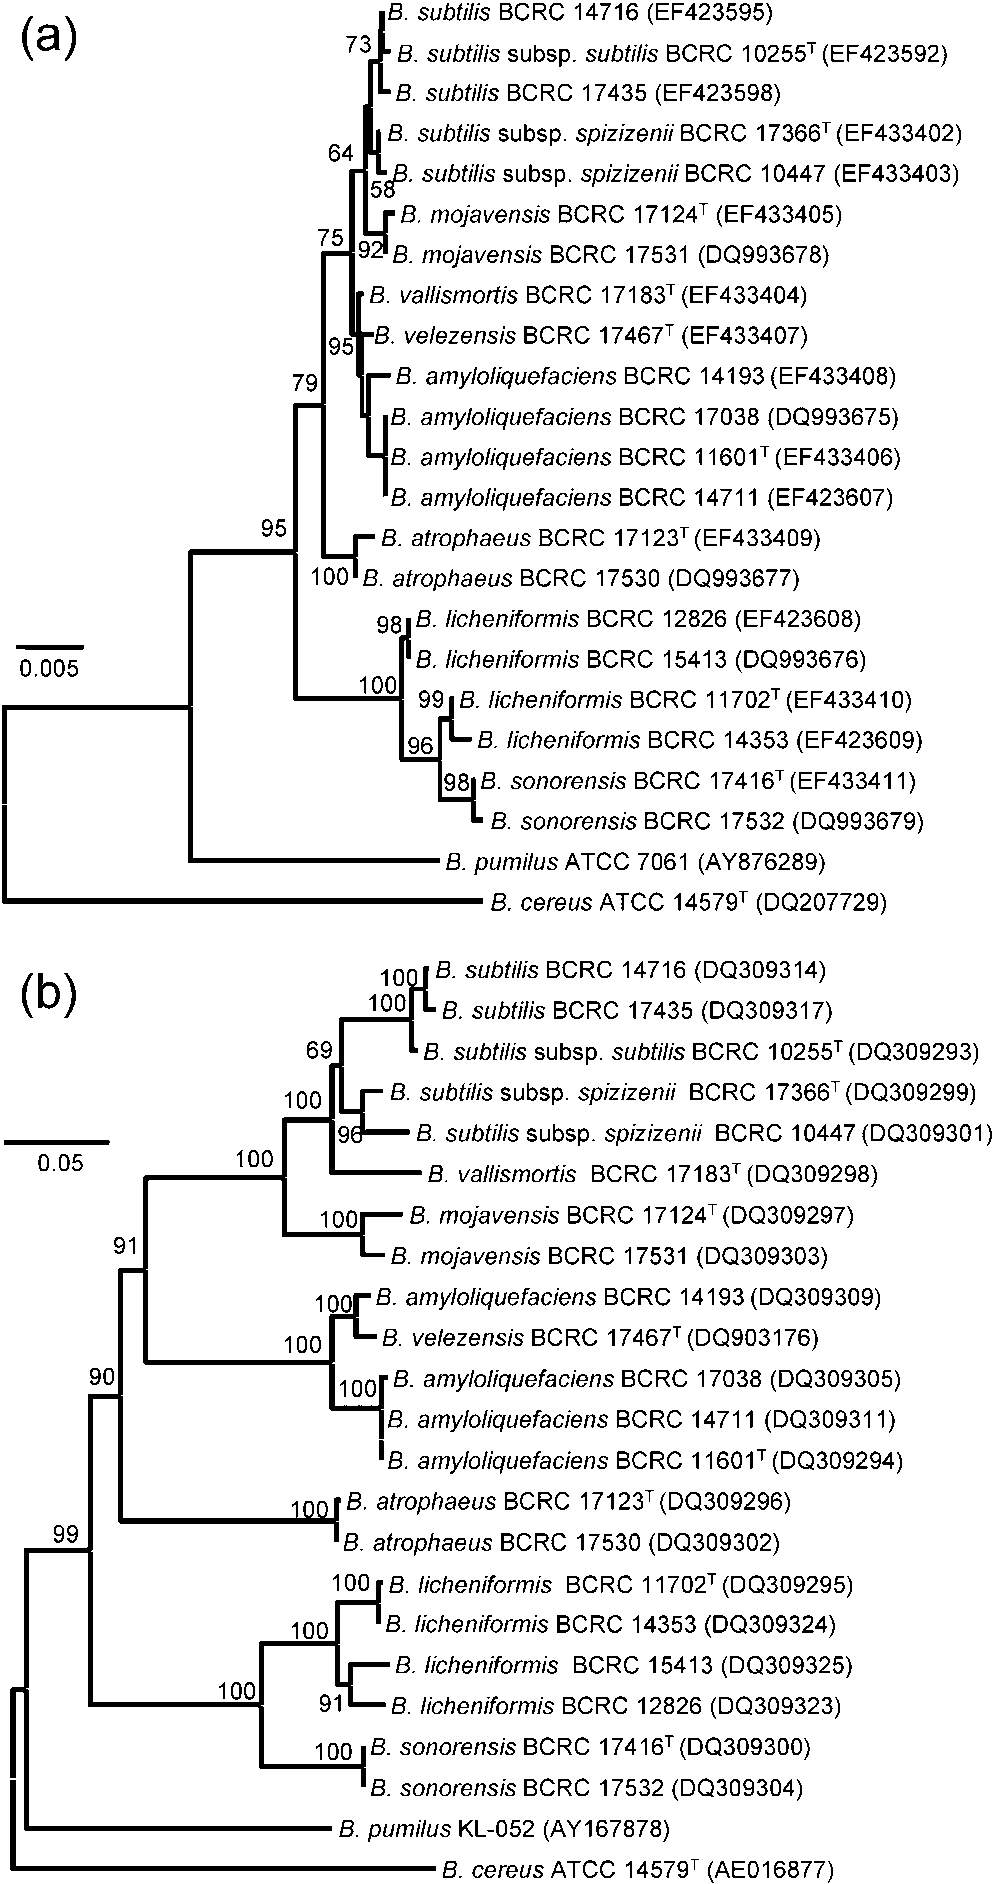 (a)
B. subtilis BCRC 14716 (EF423595)
73
B. subtilis subsp. subtilis BCRC 10255ᵀ (EF423592)
B. subtilis BCRC 17435 (EF423598)
B. subtilis subsp. spizizenii BCRC 17366ᵀ (EF433402)
64
B. subtilis subsp. spizizenii BCRC 10447 (EF433403)
58
B. mojavensis BCRC 17124ᵀ (EF433405)
75
92
B. mojavensis BCRC 17531 (DQ993678)
B. vallismortis BCRC 17183ᵀ (EF433404)
B. velezensis BCRC 17467ᵀ (EF433407)
95
B. amyloliquefaciens BCRC 14193 (EF433408)
79
B. amyloliquefaciens BCRC 17038 (DQ993675)
B. amyloliquefaciens BCRC 11601ᵀ (EF433406)
B. amyloliquefaciens BCRC 14711 (EF423607)
95
B. atrophaeus BCRC 17123ᵀ (EF433409)
100
B. atrophaeus BCRC 17530 (DQ993677)
98
B. licheniformis BCRC 12826 (EF423608)
0.005
B. licheniformis BCRC 15413 (DQ993676)
100
99
B. licheniformis BCRC 11702ᵀ (EF433410)
96
B. licheniformis BCRC 14353 (EF423609)
98
B. sonorensis BCRC 17416ᵀ (EF433411)
B. sonorensis BCRC 17532 (DQ993679)
B. pumilus ATCC 7061 (AY876289)
B. cereus ATCC 14579ᵀ (DQ207729)
(b)
100
B. subtilis BCRC 14716 (DQ309314)
100
B. subtilis BCRC 17435 (DQ309317)
69
B. subtilis subsp. subtilis BCRC 10255ᵀ (DQ309293)
B. subtilis subsp. spizizenii BCRC 17366ᵀ (DQ309299)
100
96
B. subtilis subsp. spizizenii BCRC 10447 (DQ309301)
0.05
100
B. vallismortis BCRC 17183ᵀ (DQ309298)
100
B. mojavensis BCRC 17124ᵀ (DQ309297)
91
B. mojavensis BCRC 17531 (DQ309303)
100
B. amyloliquefaciens BCRC 14193 (DQ309309)
100
B. velezensis BCRC 17467ᵀ (DQ903176)
90
100
B. amyloliquefaciens BCRC 17038 (DQ309305)
B. amyloliquefaciens BCRC 14711 (DQ309311)
B. amyloliquefaciens BCRC 11601ᵀ (DQ309294)
100
B. atrophaeus BCRC 17123ᵀ (DQ309296)
99
B. atrophaeus BCRC 17530 (DQ309302)
100
B. licheniformis BCRC 11702ᵀ (DQ309295)
100
B. licheniformis BCRC 14353 (DQ309324)
B. licheniformis BCRC 15413 (DQ309325)
100
91
B. licheniformis BCRC 12826 (DQ309323)
100
B. sonorensis BCRC 17416ᵀ (DQ309300)
B. sonorensis BCRC 17532 (DQ309304)
B. pumilus KL-052 (AY167878)
B. cereus ATCC 14579ᵀ (AE016877)